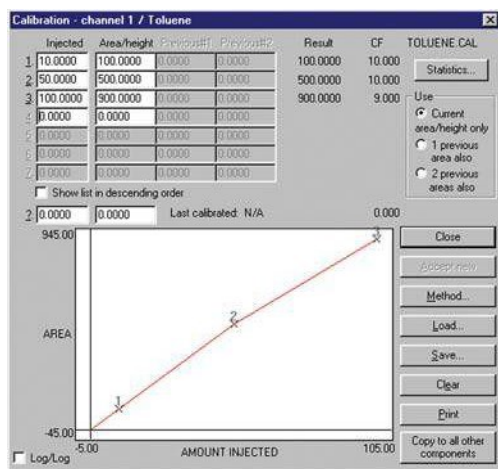 Calibration - channel 1 / Toluene
Injected Area/height Previous#1 Previous#2 Result CF TOLUENE.CAL
1 10.0000 100.0000 0.0000 0.0000 100.0000 10.000
2 50.0000 500.0000 0.0000 0.0000 500.0000 10.000
3 100.0000 900.0000 0.0000 0.0000 900.0000 9.000
4 0.0000 0.0000 0.0000 0.0000
5 0.0000 0.0000 0.0000 0.0000
6 0.0000 0.0000 0.0000 0.0000
7 0.0000 0.0000 0.0000 0.0000
Statistics...
Use
Current
area/height only
1 previous
area also
2 previous
areas also
Show list in descending order
2 0.0000 0.0000 Last calibrated: N/A 0.000
945.00
AREA
-45.00
-5.00
AMOUNT INJECTED
105.00
1
2
3
Log/Log
Close
Accept new
Method...
Load...
Save...
Clear
Print
Copy to all other
components